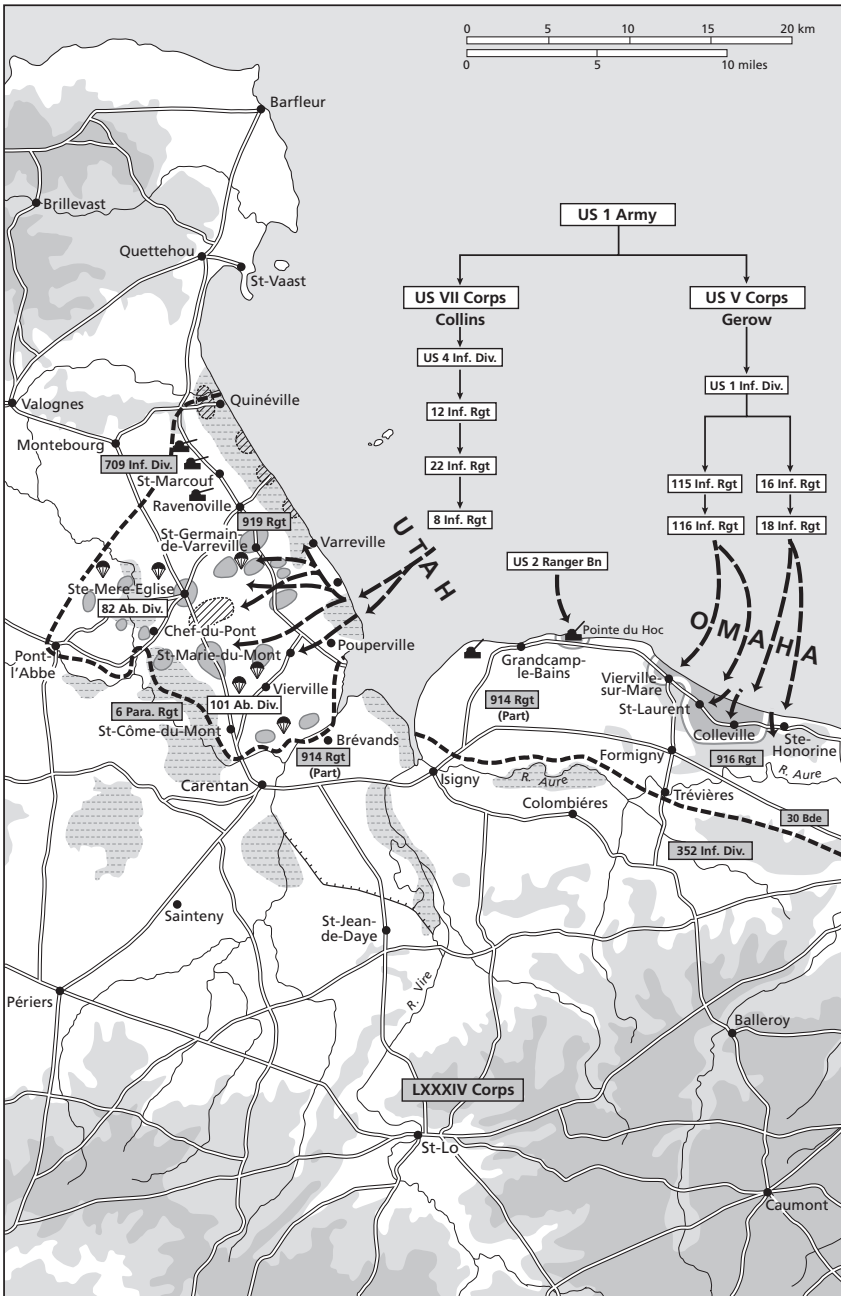 0 5 10 15 20 km
0 5 10 miles
Barfleur
Brillevast
Quettehou
St-Vaast
US 1 Army
US VII Corps
Collins
US 4 Inf. Div.
12 Inf. Rgt
22 Inf. Rgt
8 Inf. Rgt
US V Corps
Gerow
US 1 Inf. Div.
115 Inf. Rgt
16 Inf. Rgt
116 Inf. Rgt
18 Inf. Rgt
US 2 Ranger Bn
UTAH
OMAHA
Valognes
Quinéville
Montebourg
709 Inf. Div.
St-Marcouf
Ravenoville
919 Rgt
St-Germain
de-Varreville
Varreville
Ste-Mere-Eglise
82 Ab. Div.
Chef-du-Pont
Pont-
l’Abbe
St-Marie-du-Mont
Pouperville
Vierville
6 Para. Rgt
101 Ab. Div.
St-Côme-du-Mont
Brévands
914 Rgt
(Part)
Carentan
Pointe du Hoc
Grandcamp-
le-Bains
914 Rgt
(Part)
Vierville-
sur-Mare
St-Laurent
Colleville
Ste-
Honorine
Formigny
916 Rgt
R. Aure
Isigny
R. Aure
Colombiéres
Trévières
30 Bde
352 Inf. Div.
Sainteny
St-Jean-
de-Daye
R. Vire
Périers
Balleroy
LXXXIV Corps
St-Lo
Caumont